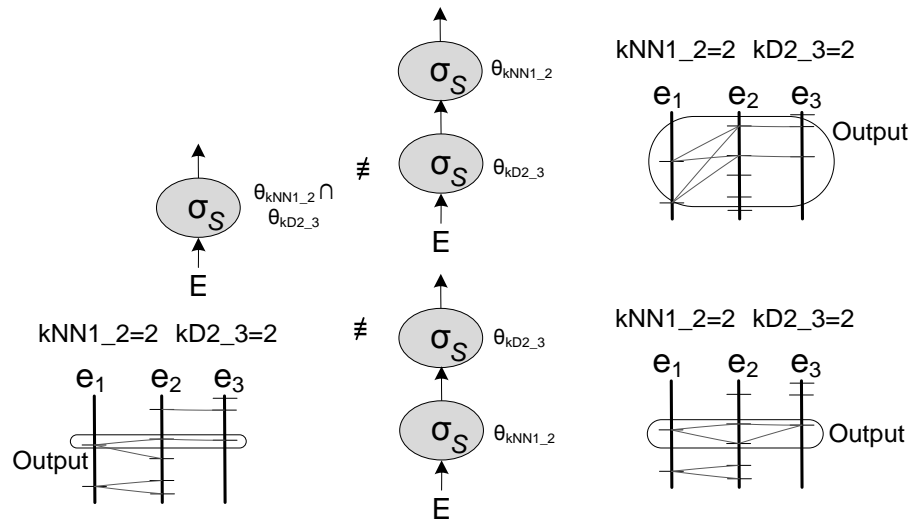 σS
θkNN1_2
kNN1_2=2 kD2_3=2
e1 e2 e3
Output
≢
σS
θkD2_3
E
σS
θkNN1_2 ∩
θkD2_3
E
kNN1_2=2 kD2_3=2
e1 e2 e3
Output
≢
σS
θkD2_3
σS
θkNN1_2
E
kNN1_2=2 kD2_3=2
e1 e2 e3
Output